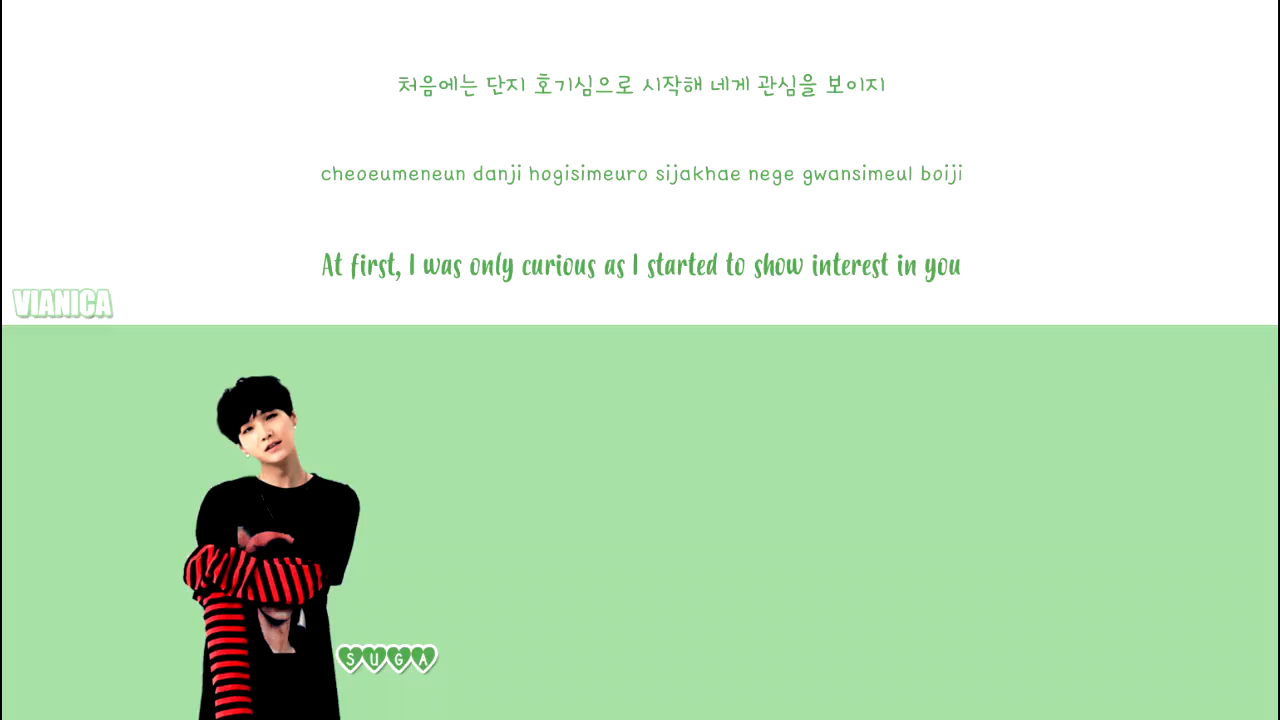 처음에는 단지 호기심으로 시작해 네게 관심을 보이지
cheoeumeneun danji hogisimeuro sijakhae nege gwansimeul boiji
At first, I was only curious as I started to show interest in you
VIANICA
SUGA